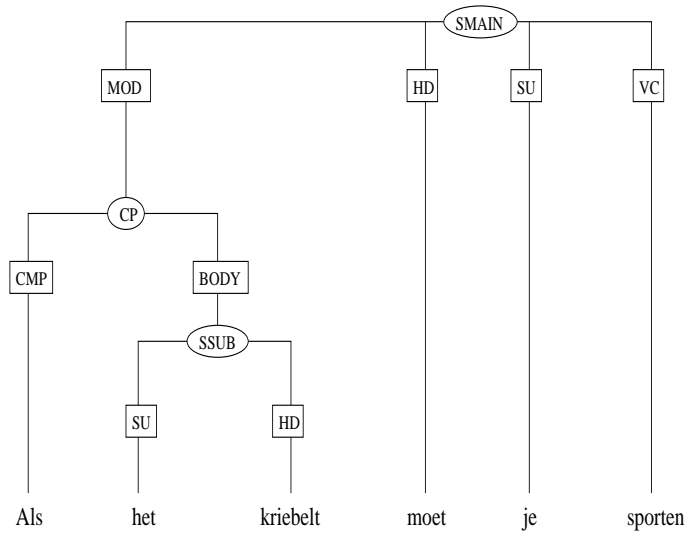 SMAIN
MOD HD SU VC
CP
CMP BODY
SSUB
SU HD
Als het kriebelt moet je sporten